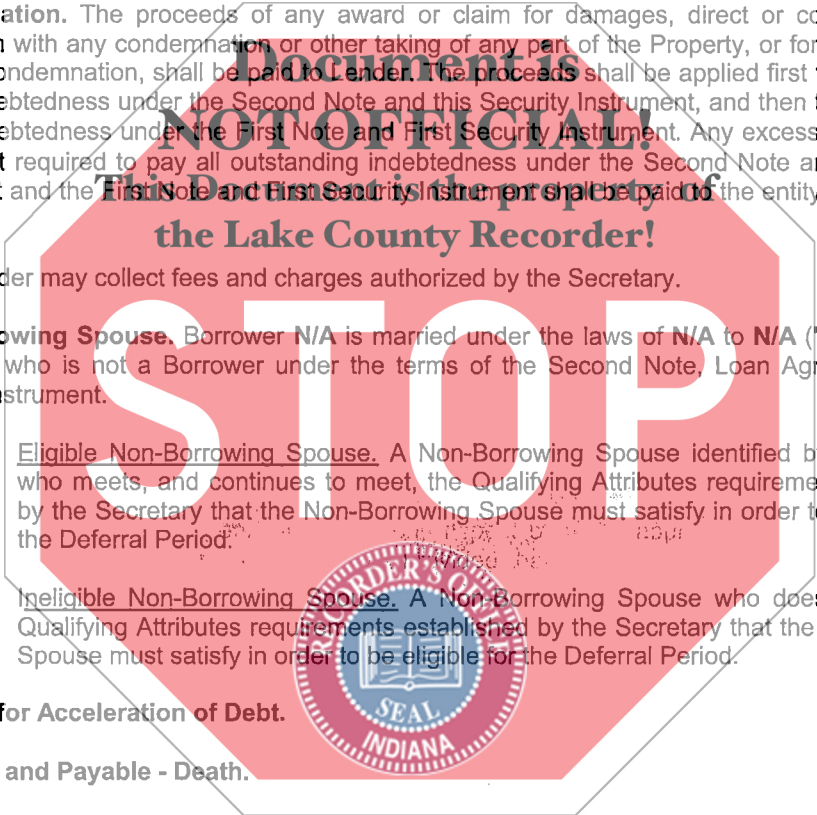 ation. The proceeds of any award or claim for damages, direct or co
with any condemnation or other taking of any part of the Property, or for
ondemnation, shall be paid to Lender. The proceeds shall be applied first
Document is
ebtedness under the Second Note and this Security Instrument, and then
ebtedness under the First Note and First Security Instrument. Any excess
NOT OFFICIAL!
t required to pay all outstanding indebtedness under the Second Note a
t and the First Note and First Security Instrument shall be paid to the entity
This Document is the property of
the Lake County Recorder!
der may collect fees and charges authorized by the Secretary.
owing Spouse. Borrower N/A is married under the laws of N/A to N/A ("
who is not a Borrower under the terms of the Second Note, Loan Agr
strument.
STOP
Eligible Non-Borrowing Spouse. A Non-Borrowing Spouse identified b
who meets, and continues to meet, the Qualifying Attributes requireme
by the Secretary that the Non-Borrowing Spouse must satisfy in order t
the Deferral Period.
Ineligible Non-Borrowing Spouse. A Non-Borrowing Spouse who does
Qualifying Attributes requirements established by the Secretary that the
Spouse must satisfy in order to be eligible for the Deferral Period.
RECORDER'S OFFICE
SEAL
INDIANA
for Acceleration of Debt.
and Payable - Death.